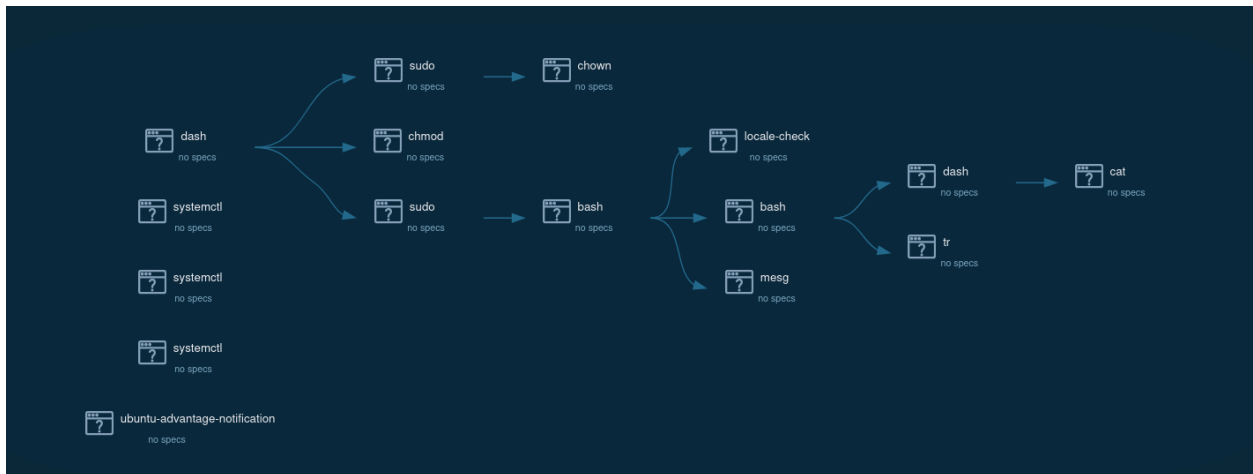 sudo
no specs
chown
no specs
dash
no specs
chmod
no specs
locale-check
no specs
dash
no specs
cat
no specs
systemctl
no specs
sudo
no specs
bash
no specs
bash
no specs
tr
no specs
systemctl
no specs
mesg
no specs
systemctl
no specs
ubuntu-advantage-notification
no specs